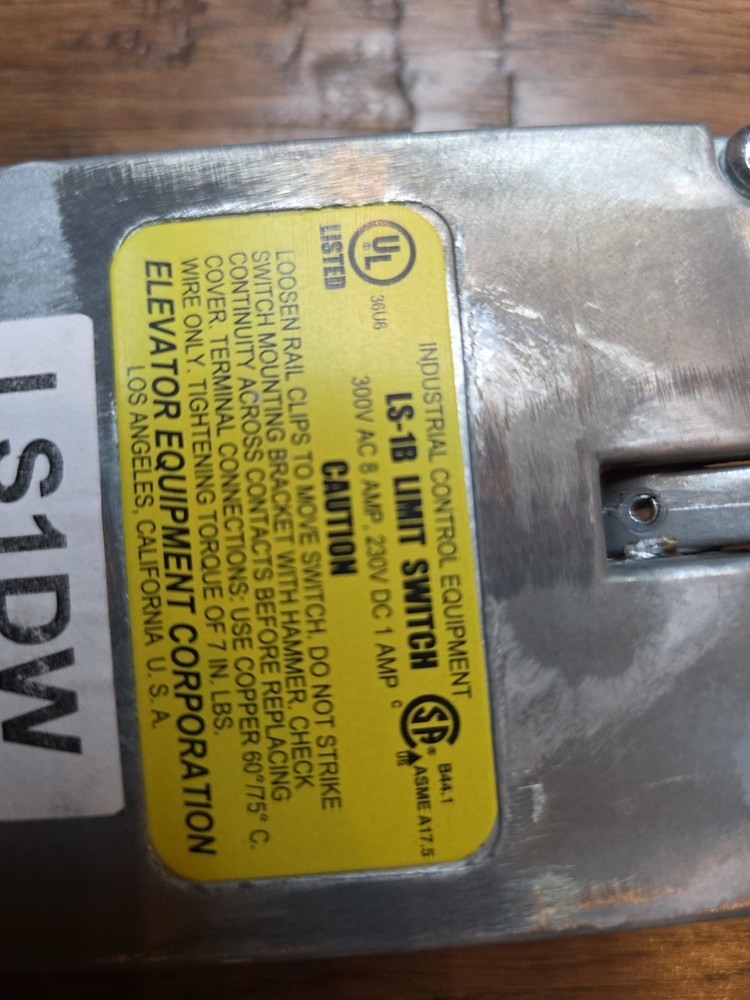 INDUSTRIAL CONTROL EQUIPMENT
LS-1B LIMIT SWITCH
300V AC 8 AMP, 230V DC 1 AMP
UL
®
LISTED
36U6
C
SA
®
US
B44.1
ASME A17.5
CAUTION
LOOSEN RAIL CLIPS TO MOVE SWITCH. DO NOT STRIKE
SWITCH MOUNTING BRACKET WITH HAMMER. CHECK
CONTINUITY ACROSS CONTACTS BEFORE REPLACING
COVER. TERMINAL CONNECTIONS: USE COPPER 60°/75° C.
WIRE ONLY. TIGHTENING TORQUE OF 7 IN. LBS.
ELEVATOR EQUIPMENT CORPORATION
LOS ANGELES, CALIFORNIA U.S.A.
LS1DW